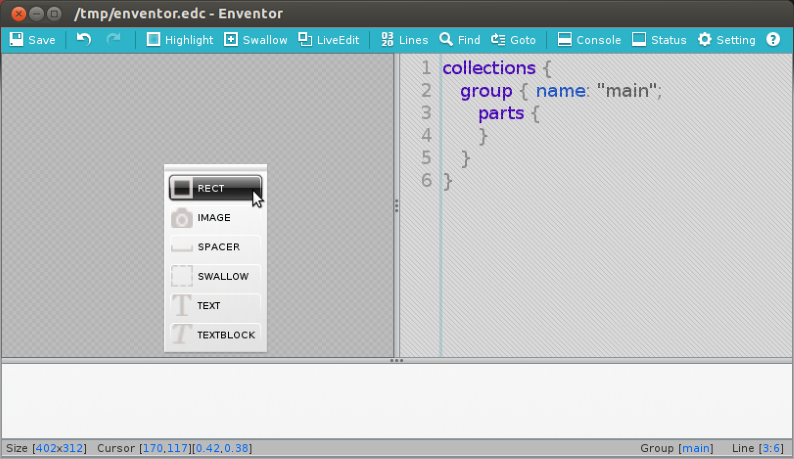 /tmp/enventor.edc - Enventor
Save Highlight Swallow LiveEdit 03 20 Lines Find Goto Console Status Setting ?
RECT
IMAGE
SPACER
SWALLOW
T TEXT
T TEXTBLOCK
1 collections {
2 group { name: "main";
3 parts {
4 }
5 }
6 }
Size [402x312] Cursor [170,117][0.42,0.38] Group [main] Line [3:6]